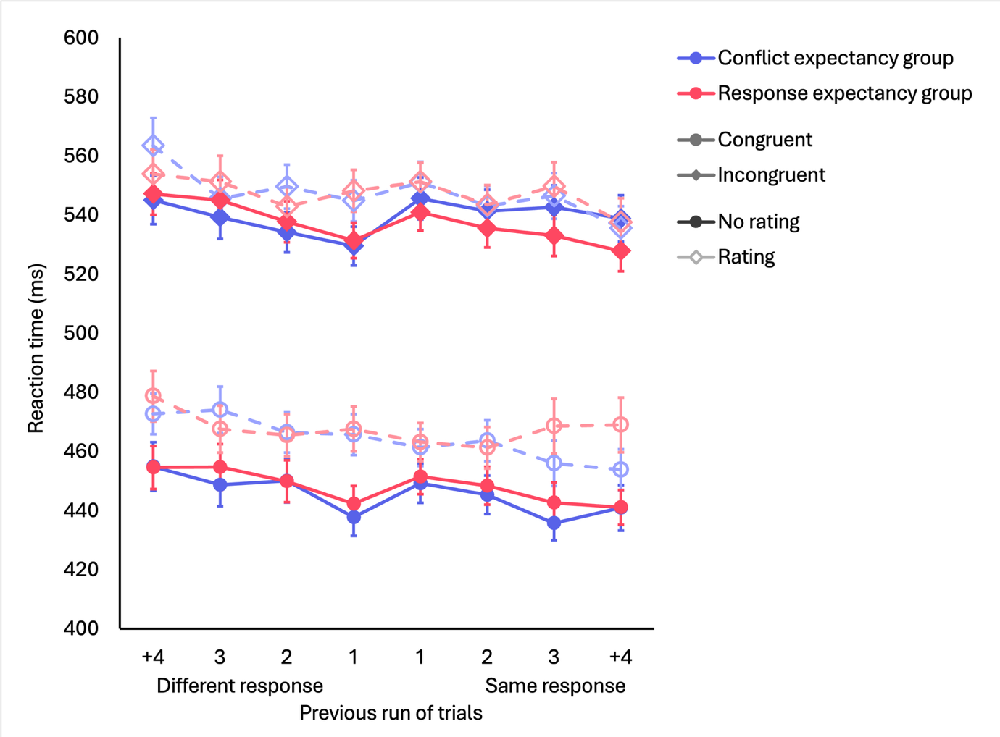 600
580
560
540
520
500
480
460
440
420
400
Reaction time (ms)
+4 3 2 1 1 2 3 +4
Different response Same response
Previous run of trials
Conflict expectancy group
Response expectancy group
Congruent
Incongruent
No rating
Rating